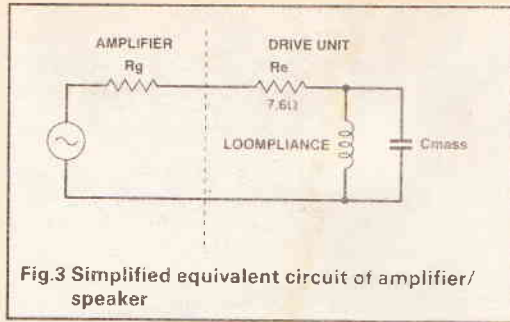 AMPLIFIER
DRIVE UNIT
Rg
Re
7.6Ω
LOOMPLIANCE
Cmass
Fig.3 Simplified equivalent circuit of amplifier/
speaker